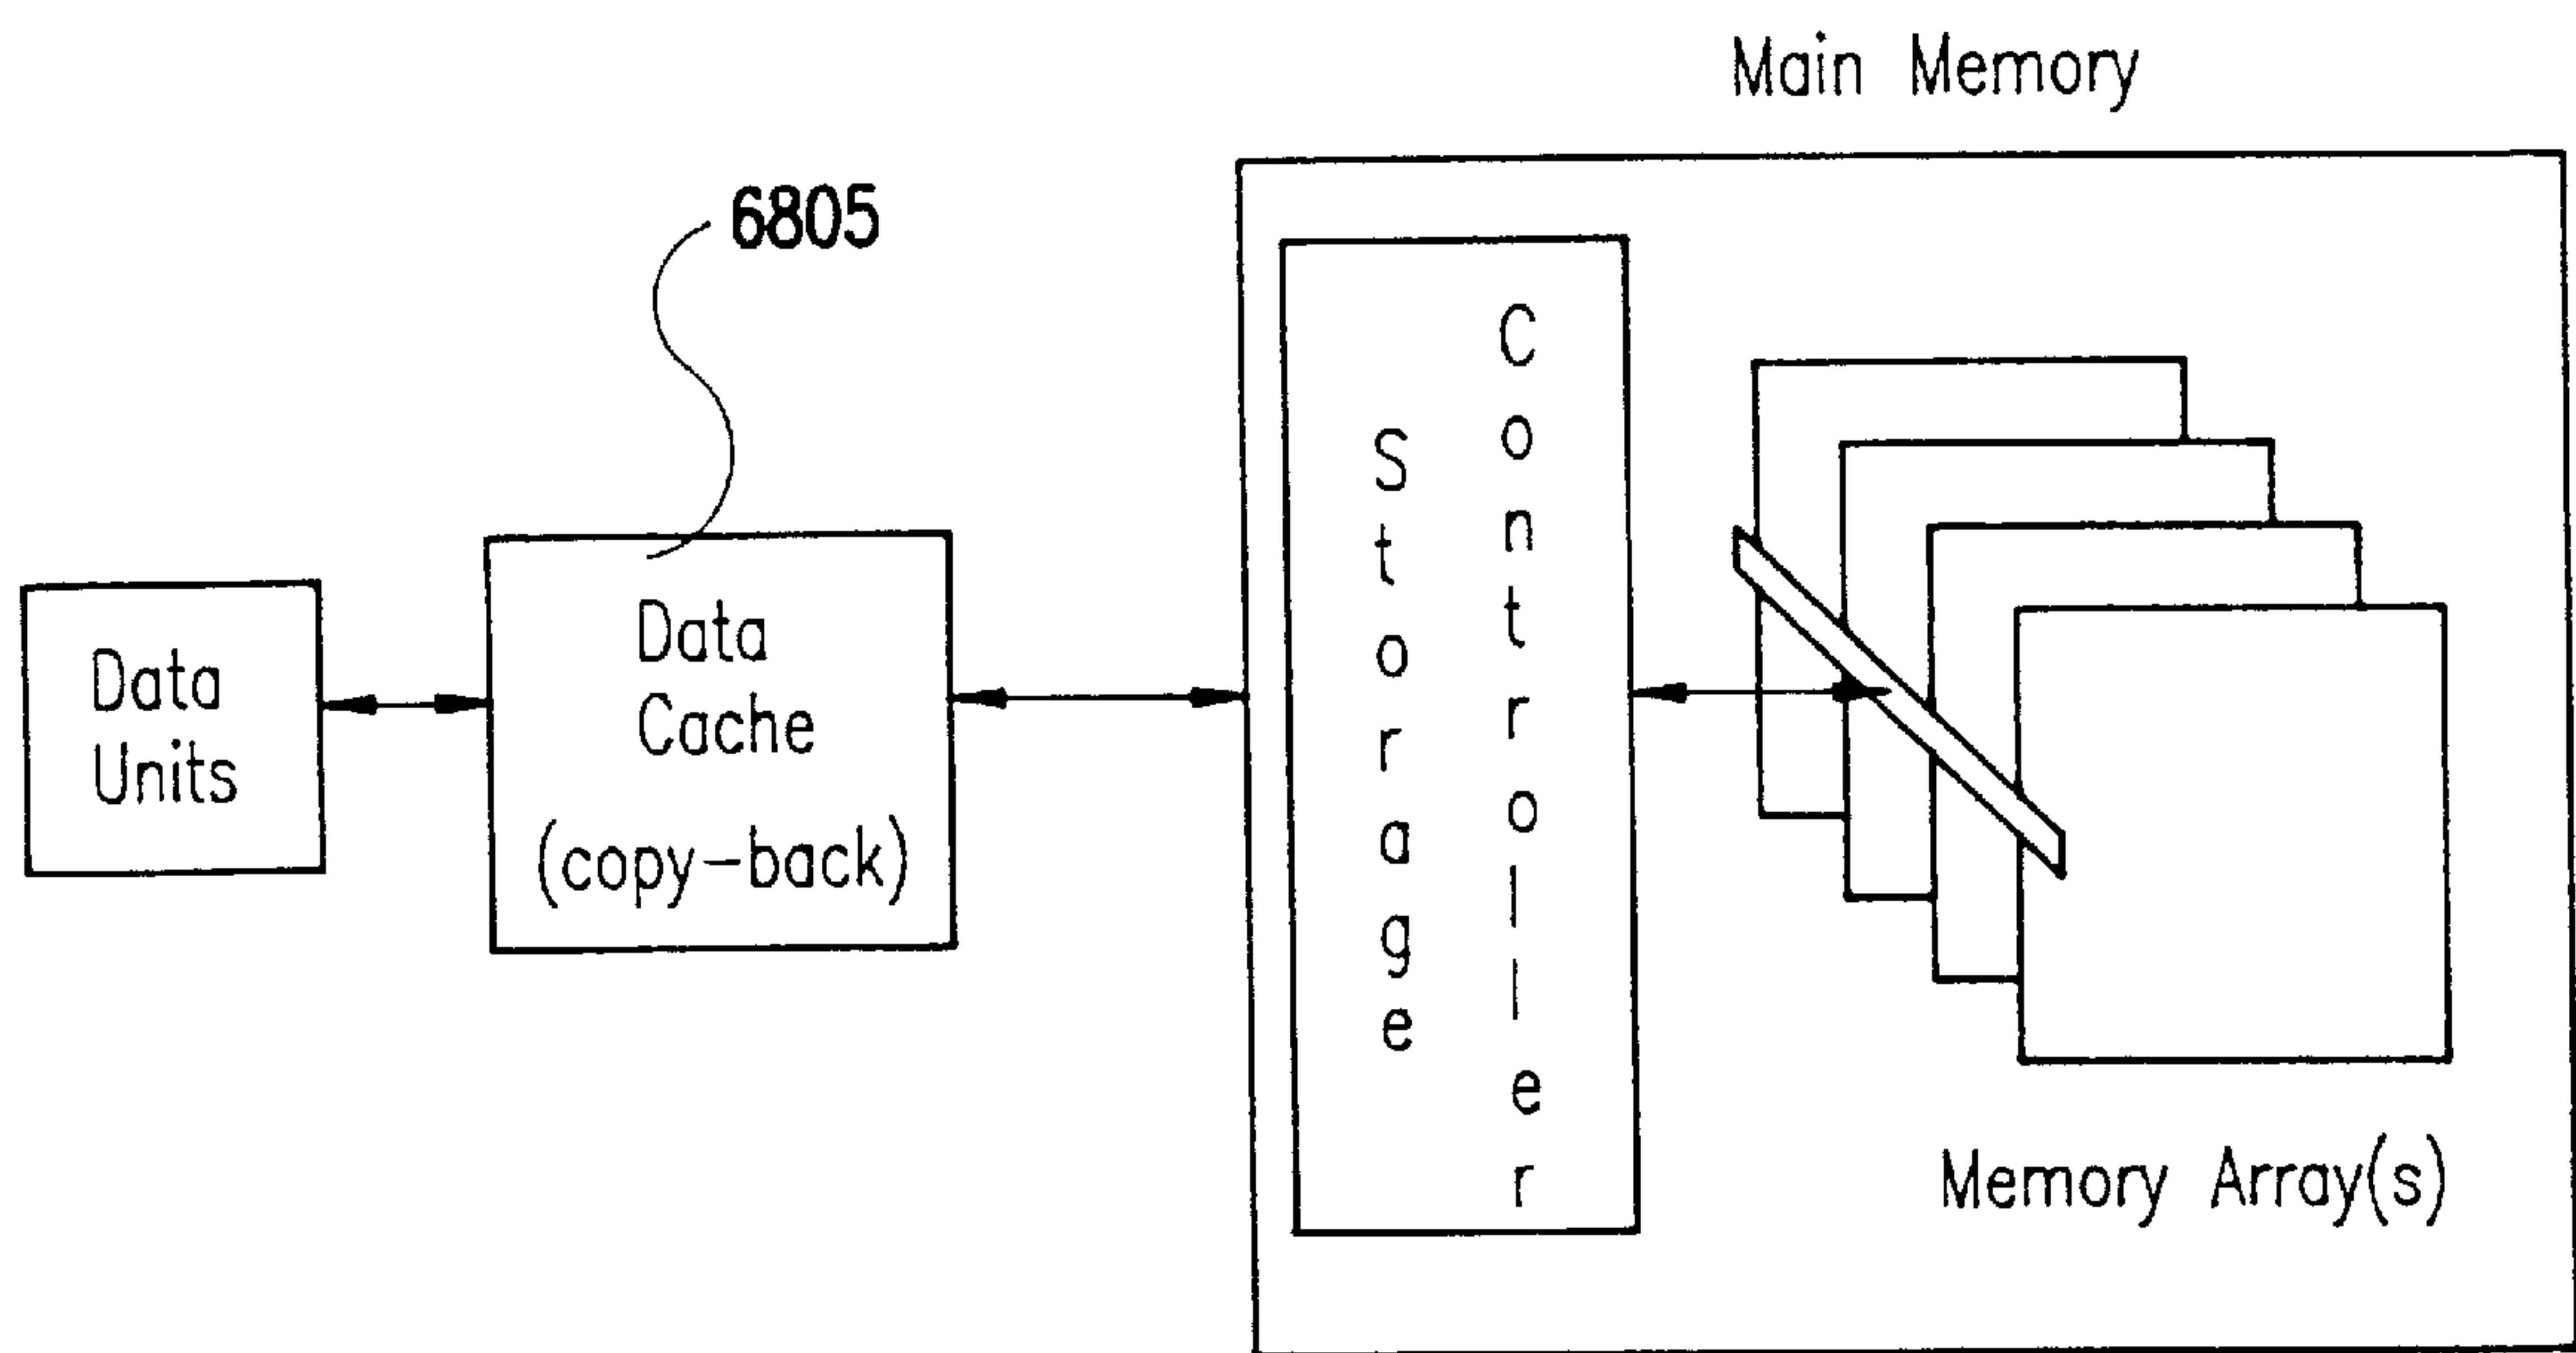 Main Memory
6805
Data
Units
Data
Cache
(copy-back)
Storage
Controller
Memory Array(s)